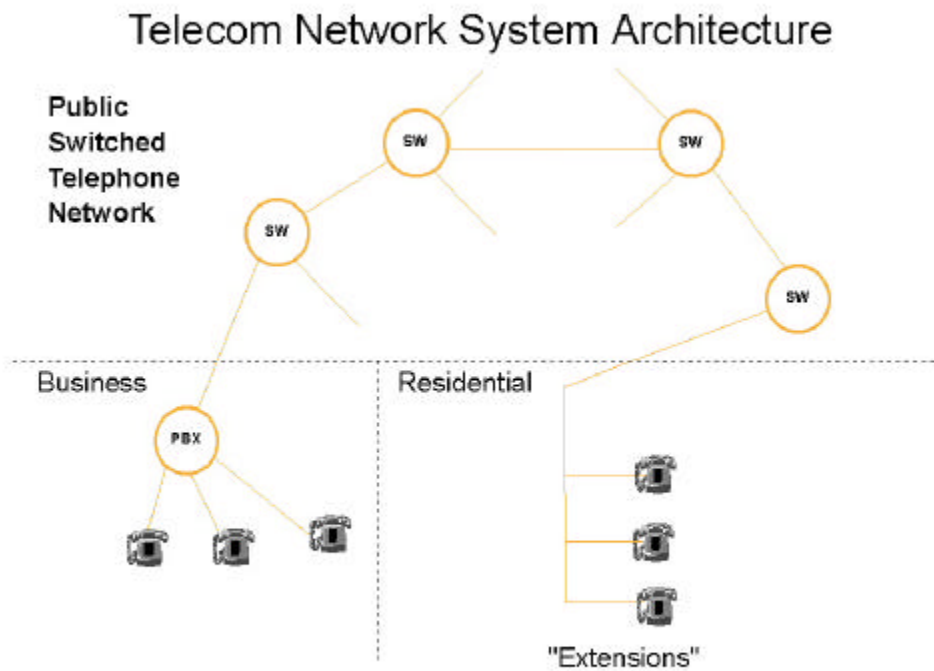 Telecom Network System Architecture
Public
Switched
Telephone
Network
SW
SW
SW
SW
Business
Residential
PBX
"Extensions"